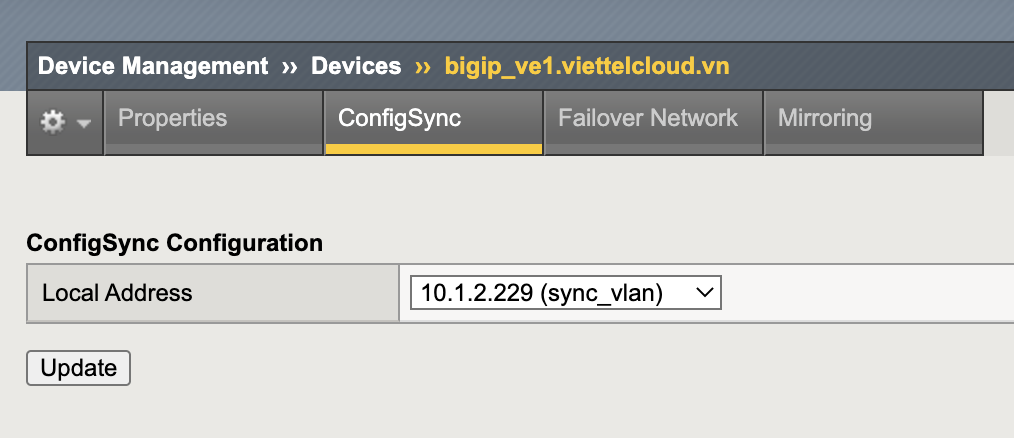 Device Management ›› Devices ›› bigip_ve1.viettelcloud.vn
Properties ConfigSync Failover Network Mirroring
ConfigSync Configuration
Local Address 10.1.2.229 (sync_vlan)
Update